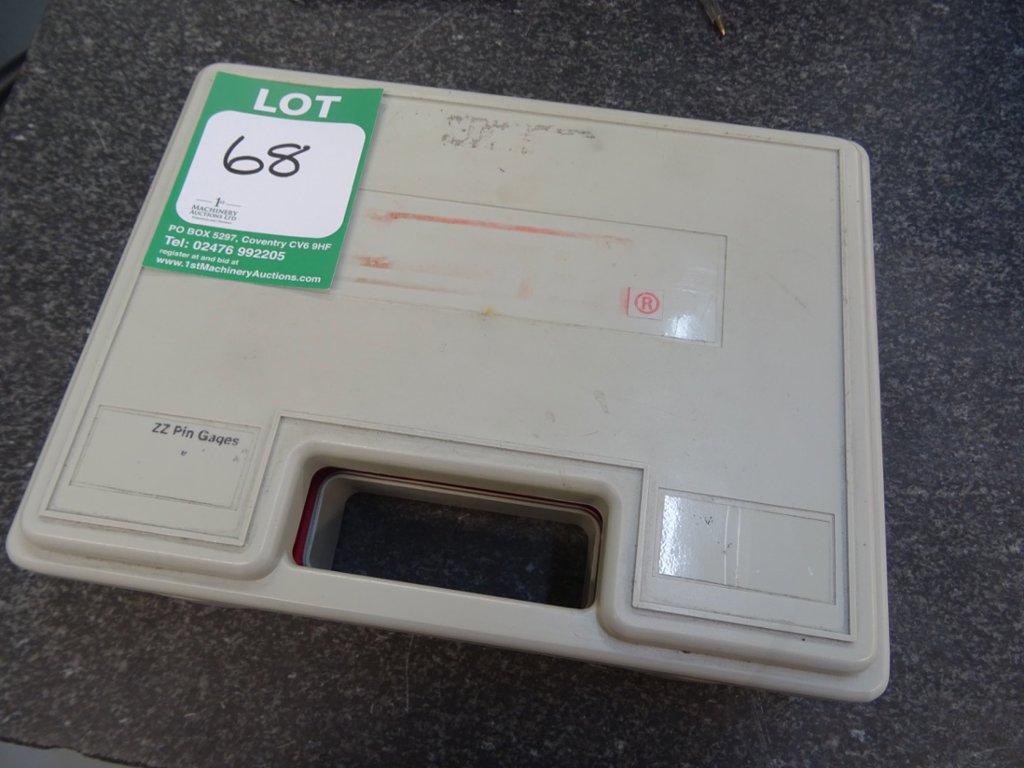 LOT
68
1st
MACHINERY
AUCTIONS LTD
PO BOX 5297, Coventry CV6 9HF
Tel: 02476 992205
register at and bid at
www.1stMachineryAuctions.com
®
ZZ Pin Gages